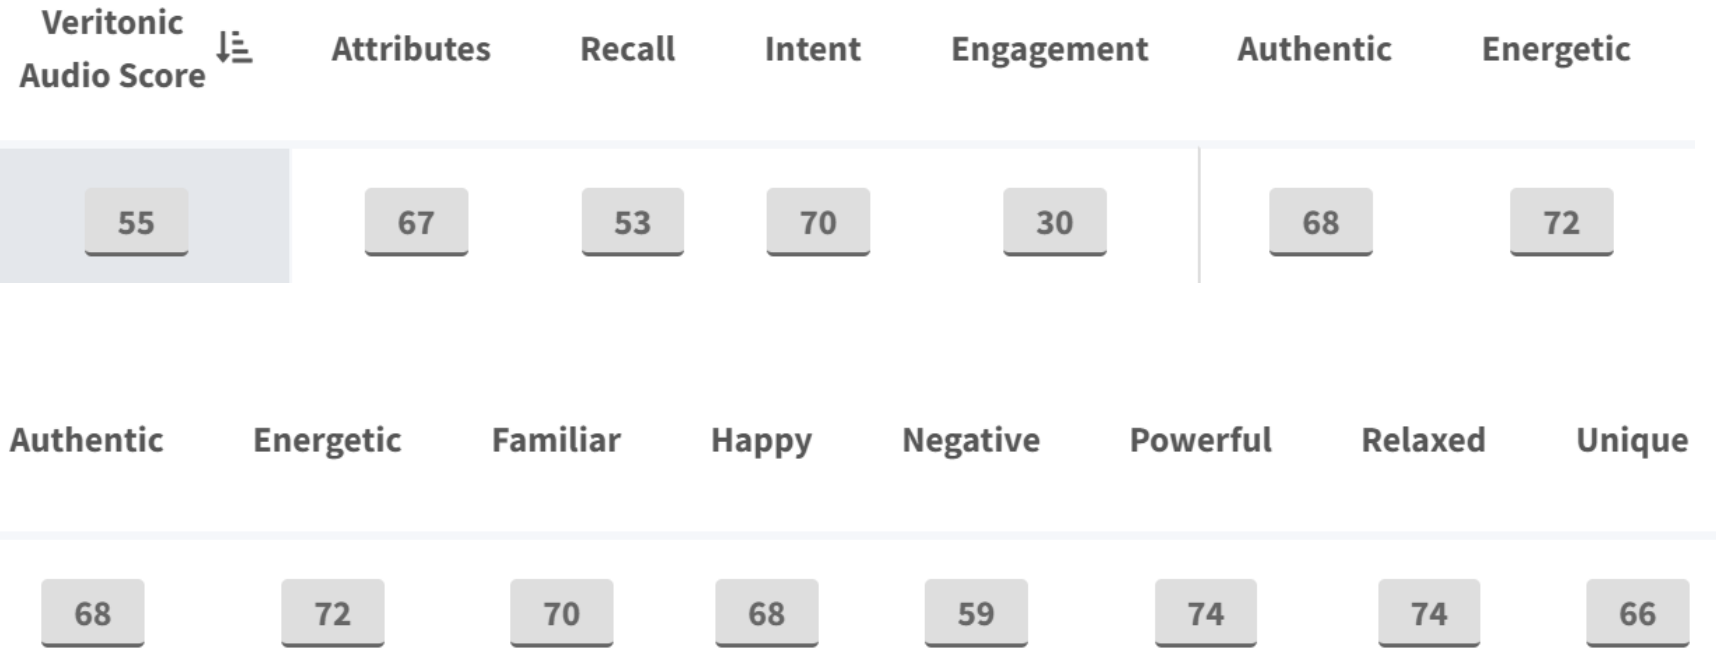 Veritonic
Audio Score Attributes Recall Intent Engagement Authentic Energetic
55 67 53 70 30 68 72
Authentic Energetic Familiar Happy Negative Powerful Relaxed Unique
68 72 70 68 59 74 74 66